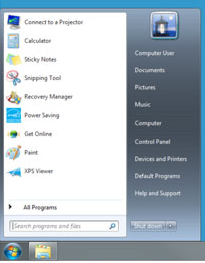 Connect to a Projector
Calculator
Sticky Notes
Snipping Tool
Recovery Manager
Power Saving
Get Online
Paint
XPS Viewer
All Programs
Search programs and files
Computer User
Documents
Pictures
Music
Computer
Control Panel
Devices and Printers
Default Programs
Help and Support
Shut down